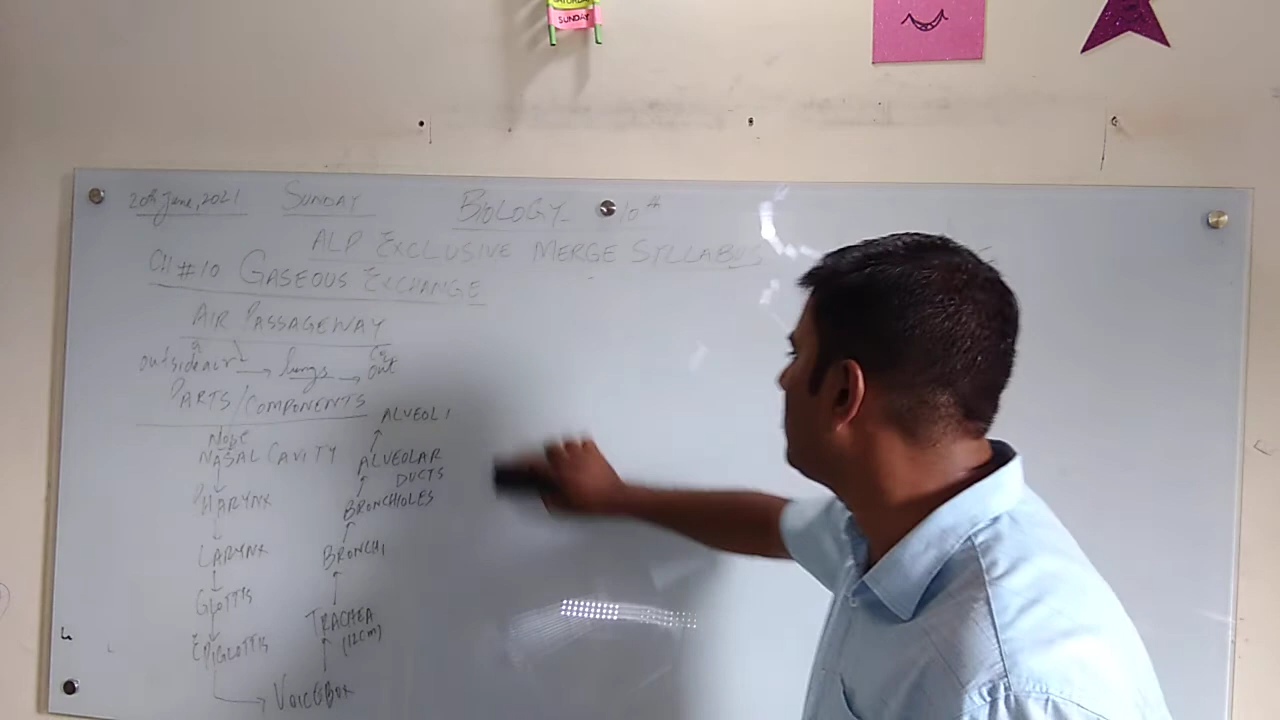 SATURDAY
SUNDAY
20th June, 2021 SUNDAY BIOLOGY 10th
ALP EXCLUSIVE MERGE SYLLABUS
CH #10 GASEOUS EXCHANGE
AIR PASSAGEWAY
outside air → lungs → out
PARTS/COMPONENTS
Nose
NASAL CAVITY
PHARYNX
LARYNX
GLOTTIS
EPIGLOTTIS
VOICEBOX
TRACHEA
(12cm)
BRONCHI
BRONCHIOLES
ALVEOLAR
DUCTS
ALVEOLI